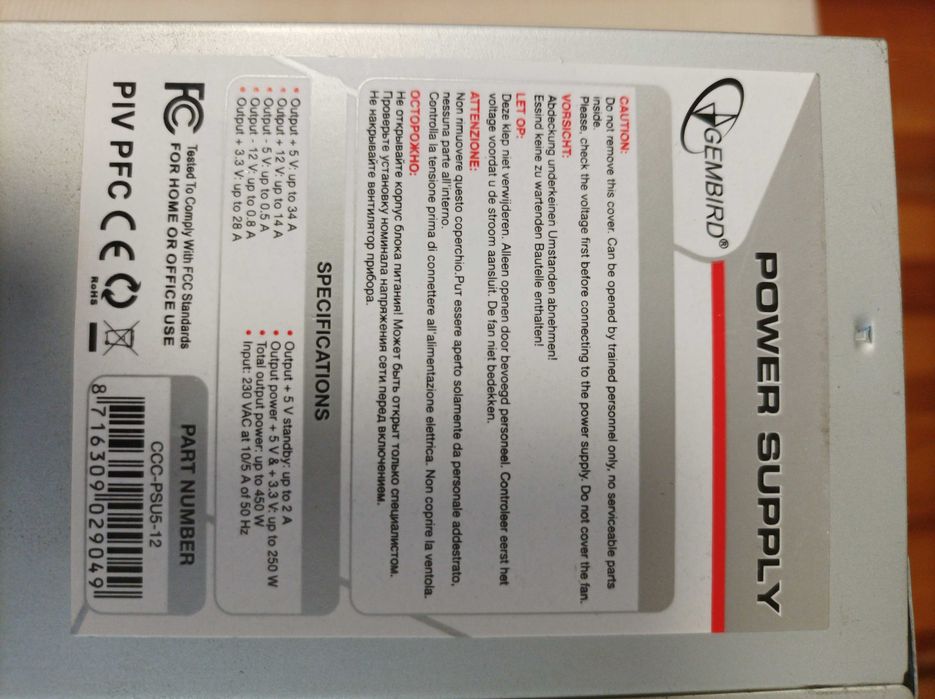 GEMBIRD®
POWER SUPPLY
CAUTION:
Do not remove this cover. Can be opened by trained personnel only, no serviceable parts
inside.
Please, check the voltage first before connecting to the power supply. Do not cover the fan.
VORSICHT:
Abdeckung underkeinen Umstanden abnehmen!
Essind keine zu wartenden Bautelle enthalten!
LET OP:
Deze klep niet verwijderen. Alleen openen door bevoegd personeel. Controleer eerst het
voltage voordat u de stroom aansluit. De fan niet bedekken.
ATTENZIONE:
Non rimuovere questo coperchio.Puт essere aperto solamente da personale addestrato,
nessuna parte all'interno.
Controlla la tensione prima di connettere all'alimentazione elettrica. Non coprire la ventola.
ОСТОРОЖНО:
Не открывайте корпус блока питания! Может быть открыт только специалистом.
Проверьте установку номинала напряжения сети перед включением.
Не накрывайте вентилятор прибора.
SPECIFICATIONS
• Output + 5 V: up to 34 A
• Output + 12 V: up to 14 A
• Output - 5 V: up to 0.5 A
• Output - 12 V: up to 0.8 A
• Output + 3.3 V: up to 28 A
• Output + 5 V standby: up to 2 A
• Output power + 5 V & + 3.3 V: up to 250 W
• Total output power: up to 450 W
• Input: 230 VAC at 10/5 A of 50 Hz
FC Tested To Comply With FCC Standards
FOR HOME OR OFFICE USE
PIV PFC CE RoHS
PART NUMBER
CCC-PSU5-12
8 716309 029049